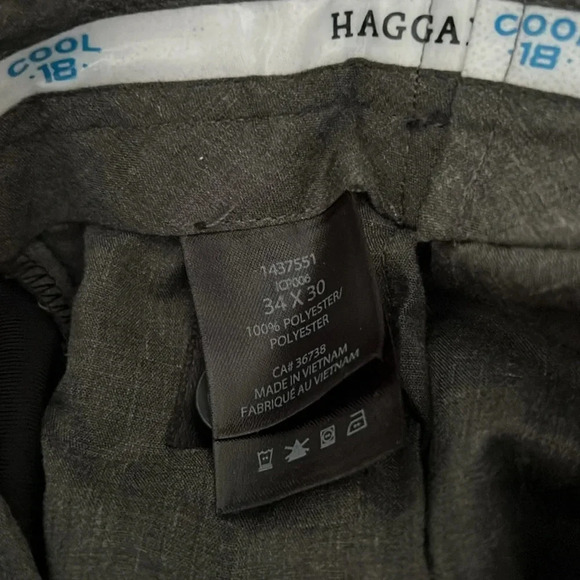 COOL
·18·
HAGGA
COOL
·18·
1437551
ICP006
34 X 30
100% POLYESTER/
POLYESTER
CA# 36738
MADE IN VIETNAM
FABRIQUÉ AU VIETNAM